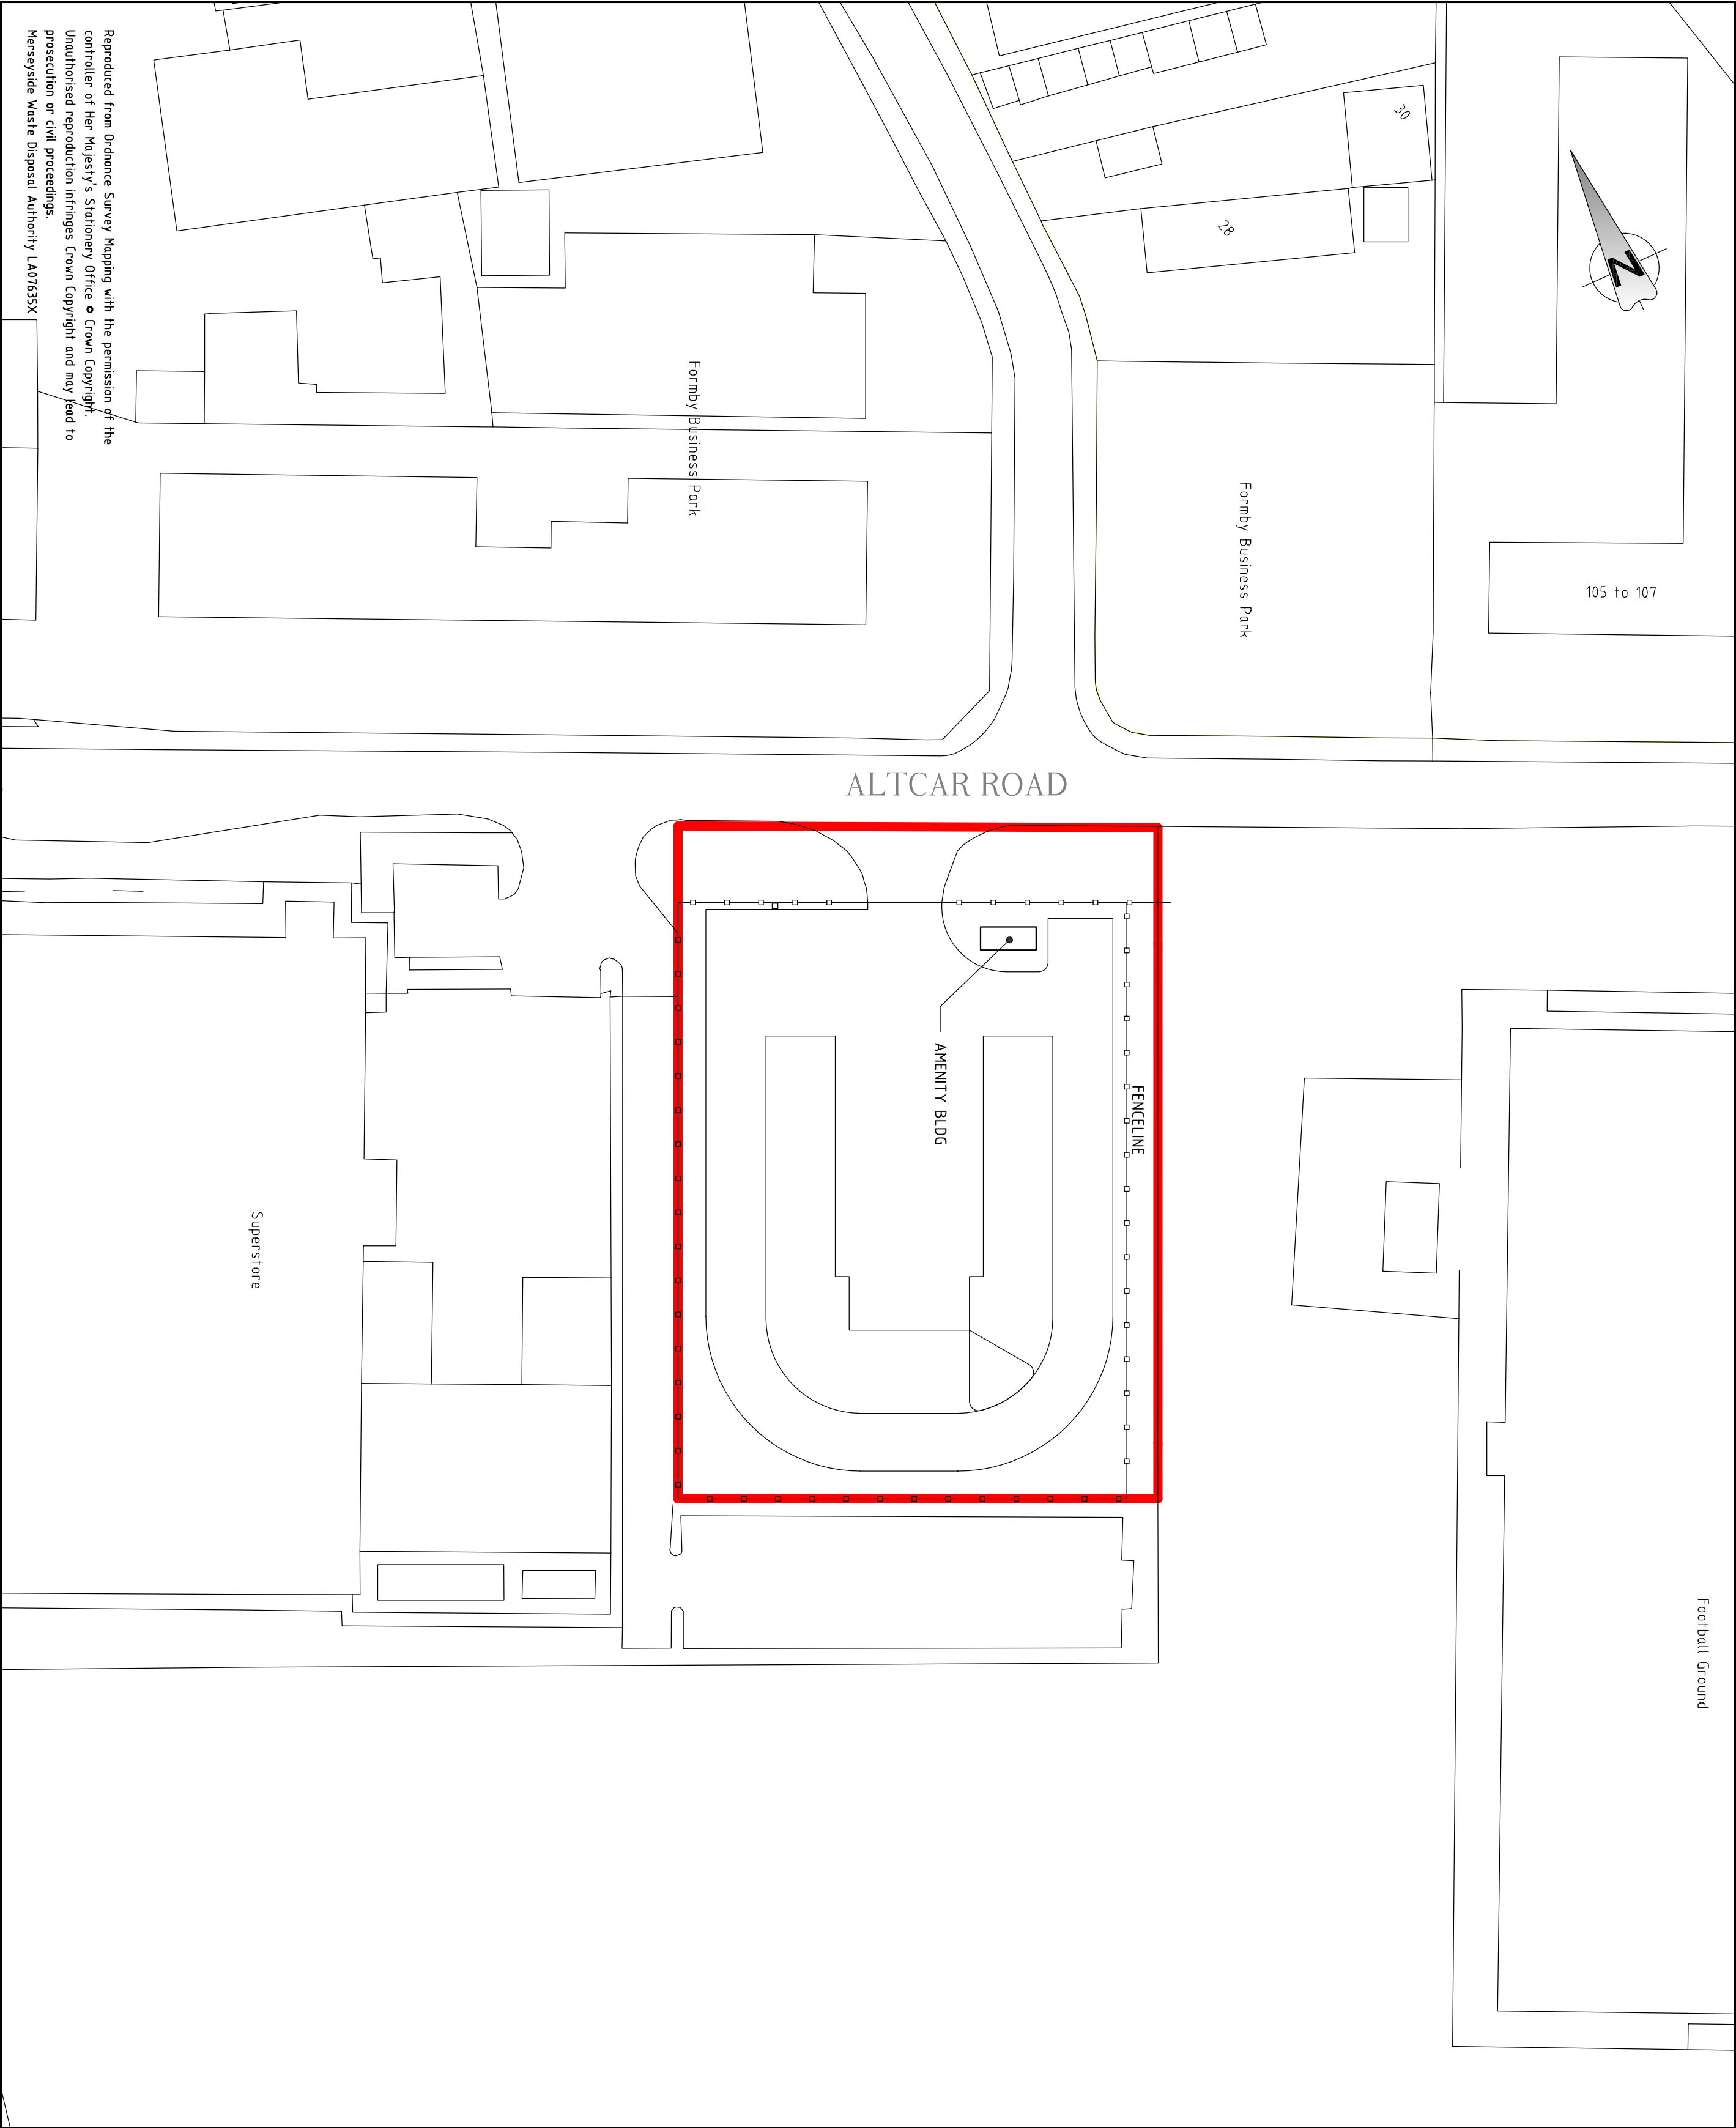 Reproduced from Ordnance Survey Mapping with the permission of the
controller of Her Majesty's Stationery Office © Crown Copyright.
Unauthorised reproduction infringes Crown Copyright and may lead to
prosecution or civil proceedings.
Merseyside Waste Disposal Authority LA07635X
30
28
N
Formby Business Park
Formby Business Park
105 to 107
ALTCAR ROAD
AMENITY BLDG
FENCELINE
Superstore
Football Ground